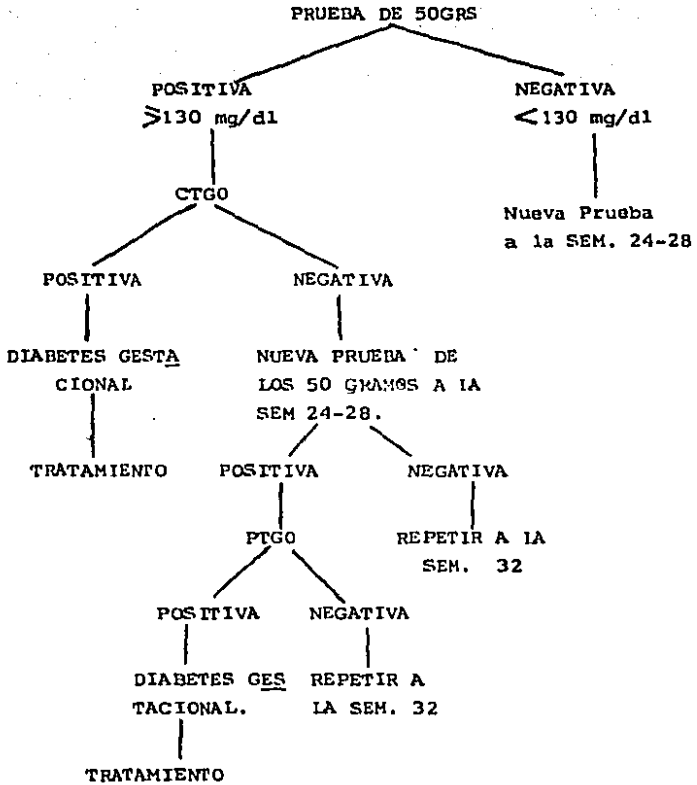 PRUEBA DE 50GRS
POSITIVA NEGATIVA
≥130 mg/dl <130 mg/dl
CTGO
Nueva Prueba
a la SEM. 24-28
POSITIVA NEGATIVA
DIABETES GESTA
CIONAL
NUEVA PRUEBA DE
LOS 50 GRAMOS A LA
SEM 24-28.
TRATAMIENTO POSITIVA NEGATIVA
PTGO
REPETIR A LA
SEM. 32
POSITIVA NEGATIVA
DIABETES GES
TACIONAL.
REPETIR A
LA SEM. 32
TRATAMIENTO